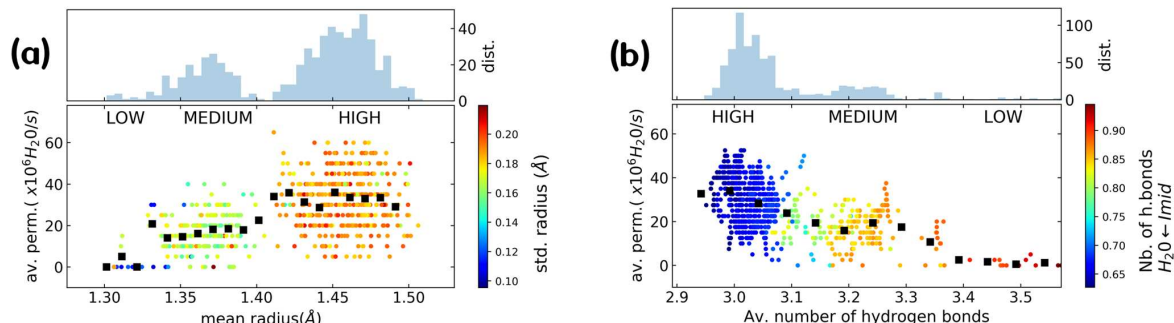 (a)
40
20
0
dist.
LOW MEDIUM HIGH
60
40
20
0
av. perm.( x10⁶H₂0/s)
1.30 1.35 1.40 1.45 1.50
mean radius(Å)
0.20
0.18
0.16
0.14
0.12
0.10
std. radius (Å)
(b)
100
50
0
dist.
HIGH MEDIUM LOW
60
40
20
0
av. perm.( x10⁶H₂0/s)
2.9 3.0 3.1 3.2 3.3 3.4 3.5
Av. number of hydrogen bonds
0.90
0.85
0.80
0.75
0.70
0.65
Nb. of h.bonds
H₂0 ← Imid